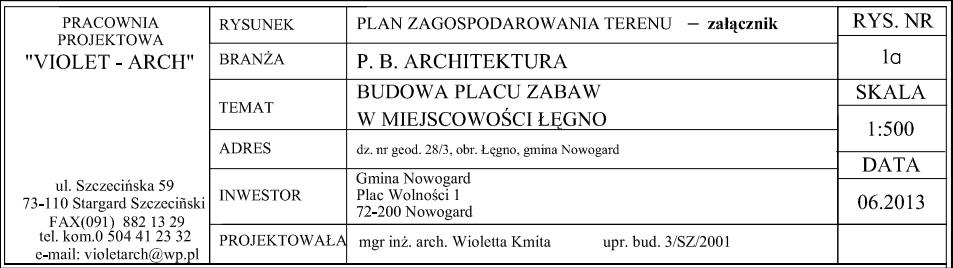 PRACOWNIA
PROJEKTOWA
"VIOLET - ARCH"
ul. Szczecińska 59
73-110 Stargard Szczeciński
FAX(091) 882 13 29
tel. kom.0 504 41 23 32
e-mail: violetarch@wp.pl
RYSUNEK PLAN ZAGOSPODAROWANIA TERENU – załącznik
BRANŻA P. B. ARCHITEKTURA
TEMAT BUDOWA PLACU ZABAW
W MIEJSCOWOŚCI ŁĘGNO
ADRES dz. nr geod. 28/3, obr. Łęgno, gmina Nowogard
INWESTOR Gmina Nowogard
Plac Wolności 1
72-200 Nowogard
PROJEKTOWAŁA mgr inż. arch. Wioletta Kmita upr. bud. 3/SZ/2001
RYS. NR
1a
SKALA
1:500
DATA
06.2013